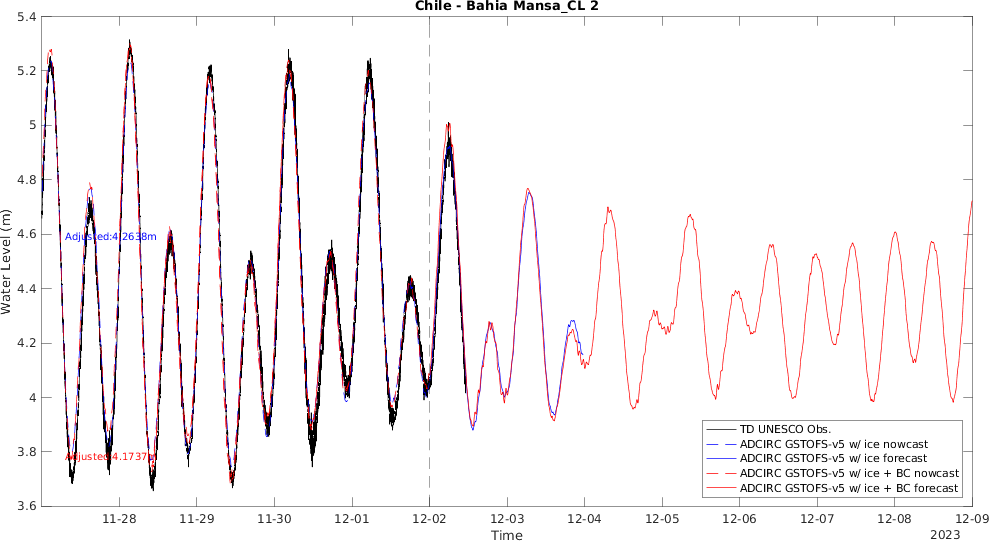 Chile - Bahia Mansa_CL 2
5.4
5.2
5
4.8
4.6
4.4
4.2
4
3.8
3.6
Water Level (m)
Adjusted:4.2638m
Adjusted:4.1737m
TD UNESCO Obs.
ADCIRC GSTOFS-v5 w/ ice nowcast
ADCIRC GSTOFS-v5 w/ ice forecast
ADCIRC GSTOFS-v5 w/ ice + BC nowcast
ADCIRC GSTOFS-v5 w/ ice + BC forecast
11-28 11-29 11-30 12-01 12-02 12-03 12-04 12-05 12-06 12-07 12-08 12-09
Time
2023